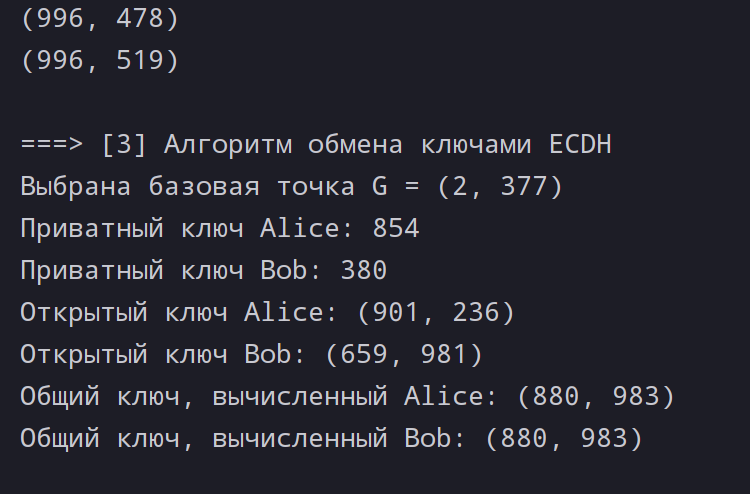 (996, 478)
(996, 519)
===> [3] Алгоритм обмена ключами ECDH
Выбрана базовая точка G = (2, 377)
Приватный ключ Alice: 854
Приватный ключ Bob: 380
Открытый ключ Alice: (901, 236)
Открытый ключ Bob: (659, 981)
Общий ключ, вычисленный Alice: (880, 983)
Общий ключ, вычисленный Bob: (880, 983)